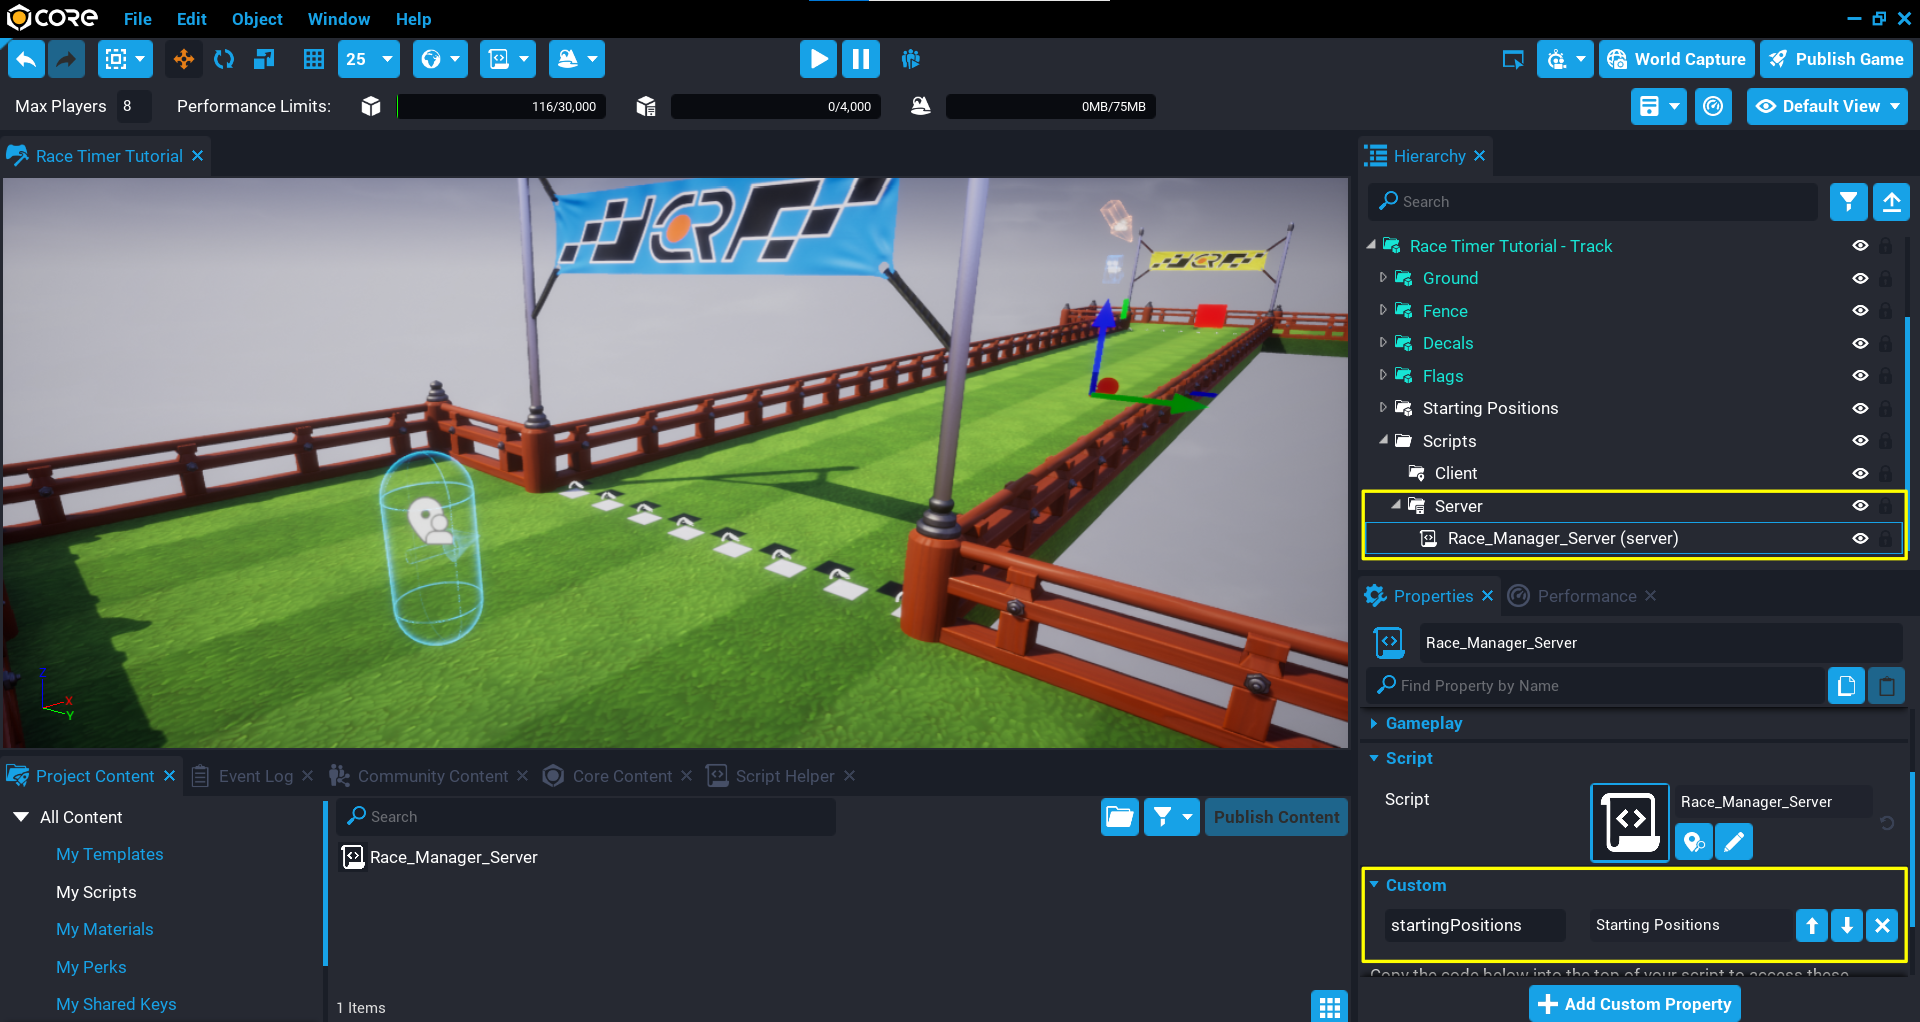 CORE File Edit Object Window Help
25 World Capture Publish Game
Max Players 8 Performance Limits: 116/30,000 0/4,000 0MB/75MB Default View
Race Timer Tutorial
Hierarchy
Search
Race Timer Tutorial - Track
Ground
Fence
Decals
Flags
Starting Positions
Scripts
Client
Server
Race_Manager_Server (server)
Z
X
Y
Properties Performance
Race_Manager_Server
Find Property by Name
Gameplay
Script
Script Race_Manager_Server
Custom
startingPositions Starting Positions
Copy the code below into the top of your script to access these
Add Custom Property
Project Content Event Log Community Content Core Content Script Helper
All Content
My Templates
My Scripts
My Materials
My Perks
My Shared Keys
Search Publish Content
Race_Manager_Server
1 Items